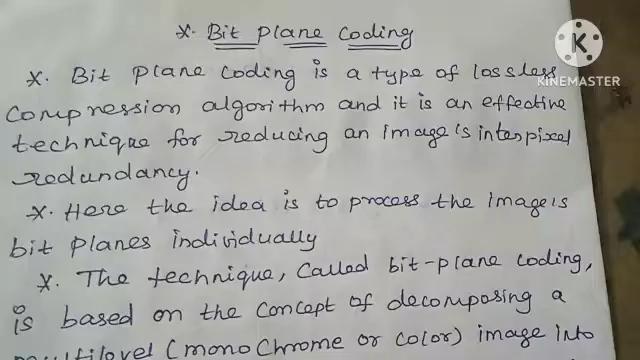 * Bit plane coding
* Bit plane coding is a type of lossless
compression algorithm and it is an effective
technique for reducing an image's interpixel
redundancy.
* Here the idea is to process the image's
bit planes individually
* The technique, called bit-plane coding,
is based on the concept of decomposing a
multilevel (monochrome or color) image into
KINEMASTER